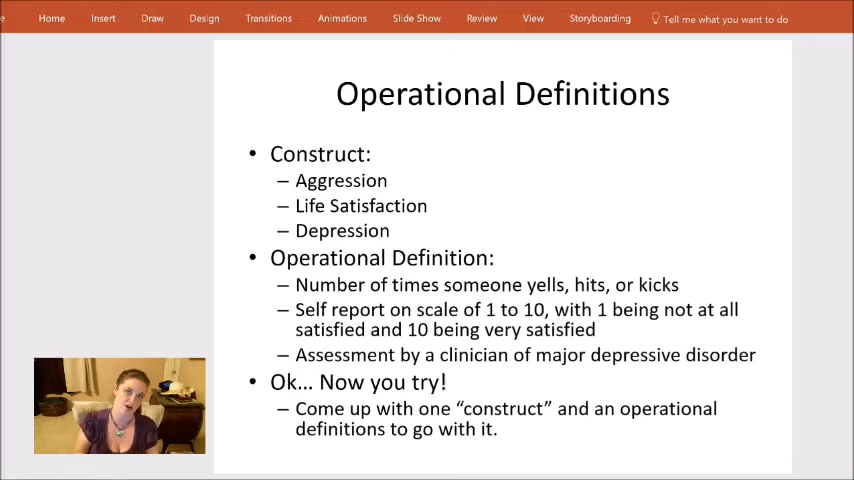 Home Insert Draw Design Transitions Animations Slide Show Review View Storyboarding Tell me what you want to do
Operational Definitions
• Construct:
– Aggression
– Life Satisfaction
– Depression
• Operational Definition:
– Number of times someone yells, hits, or kicks
– Self report on scale of 1 to 10, with 1 being not at all
satisfied and 10 being very satisfied
– Assessment by a clinician of major depressive disorder
• Ok... Now you try!
– Come up with one “construct” and an operational
definitions to go with it.